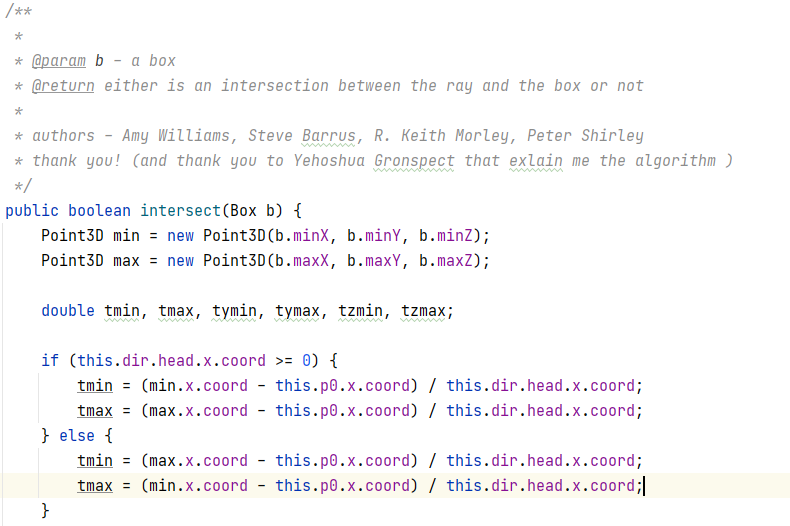 /**
 *
 * @param b - a box
 * @return either is an intersection between the ray and the box or not
 *
 * authors - Amy Williams, Steve Barrus, R. Keith Morley, Peter Shirley
 * thank you! (and thank you to Yehoshua Gronspect that exlain me the algorithm )
 */
public boolean intersect(Box b) {
    Point3D min = new Point3D(b.minX, b.minY, b.minZ);
    Point3D max = new Point3D(b.maxX, b.maxY, b.maxZ);

    double tmin, tmax, tymin, tymax, tzmin, tzmax;

    if (this.dir.head.x.coord >= 0) {
        tmin = (min.x.coord - this.p0.x.coord) / this.dir.head.x.coord;
        tmax = (max.x.coord - this.p0.x.coord) / this.dir.head.x.coord;
    } else {
        tmin = (max.x.coord - this.p0.x.coord) / this.dir.head.x.coord;
        tmax = (min.x.coord - this.p0.x.coord) / this.dir.head.x.coord;
    }